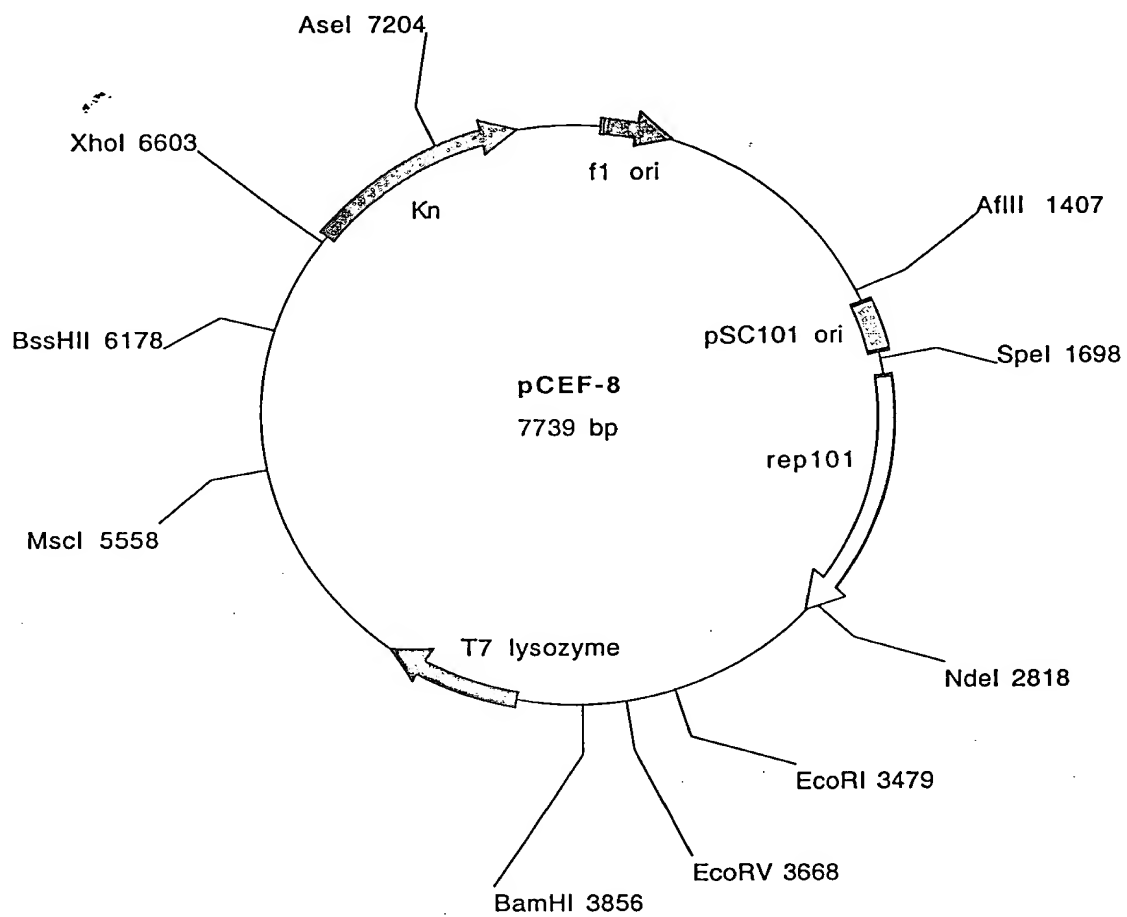 AseI 7204
XhoI 6603
f1 ori
Kn
AflIII 1407
BssHII 6178
pSC101 ori
SpeI 1698
pCEF-8
7739 bp
rep101
MscI 5558
T7 lysozyme
NdeI 2818
EcoRI 3479
EcoRV 3668
BamHI 3856